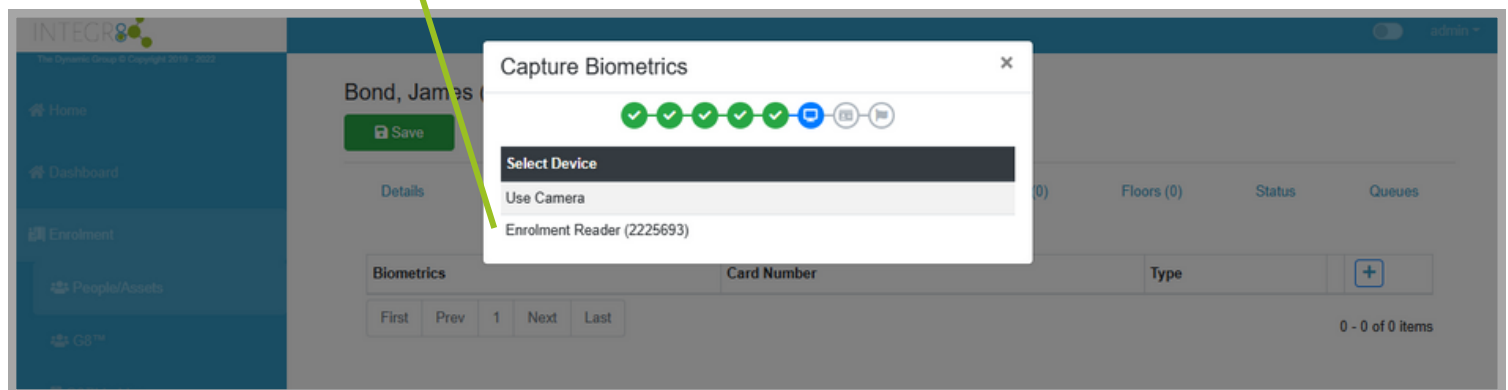 INTEGR8
admin
The Dynamic Group © Copyright 2019 - 2022
Capture Biometrics
×
Bond, James (
Home
Save
Select Device
Dashboard
Use Camera
Details
(0)
Floors (0)
Status
Queues
Enrolment Reader (2225693)
Enrolment
Biometrics
Card Number
Type
+
People/Assets
First Prev 1 Next Last
0 - 0 of 0 items
G8™